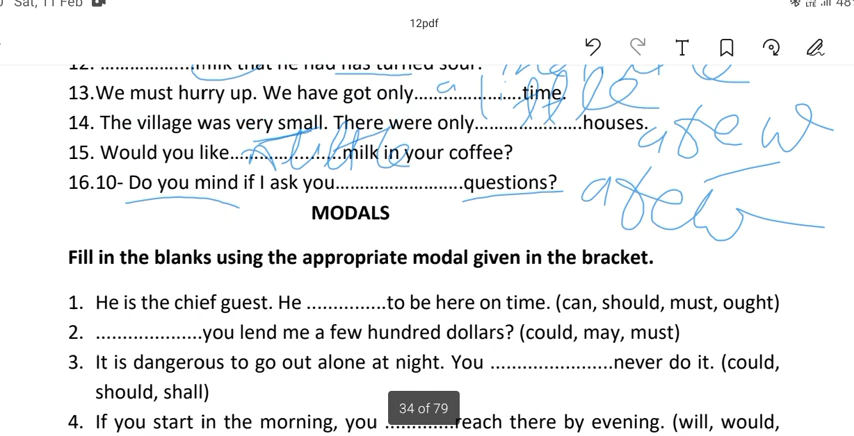 Sat, 11 Feb
12pdf
12. ....................milk that he had has turned sour.
13.We must hurry up. We have got only....................time.
a little
14. The village was very small. There were only....................houses.
a few
15. Would you like....................milk in your coffee?
a little
16.10- Do you mind if I ask you........................questions?
a few
MODALS
Fill in the blanks using the appropriate modal given in the bracket.
1. He is the chief guest. He ..............to be here on time. (can, should, must, ought)
2. ....................you lend me a few hundred dollars? (could, may, must)
3. It is dangerous to go out alone at night. You ......................never do it. (could,
should, shall)
34 of 79
4. If you start in the morning, you .............reach there by evening. (will, would,